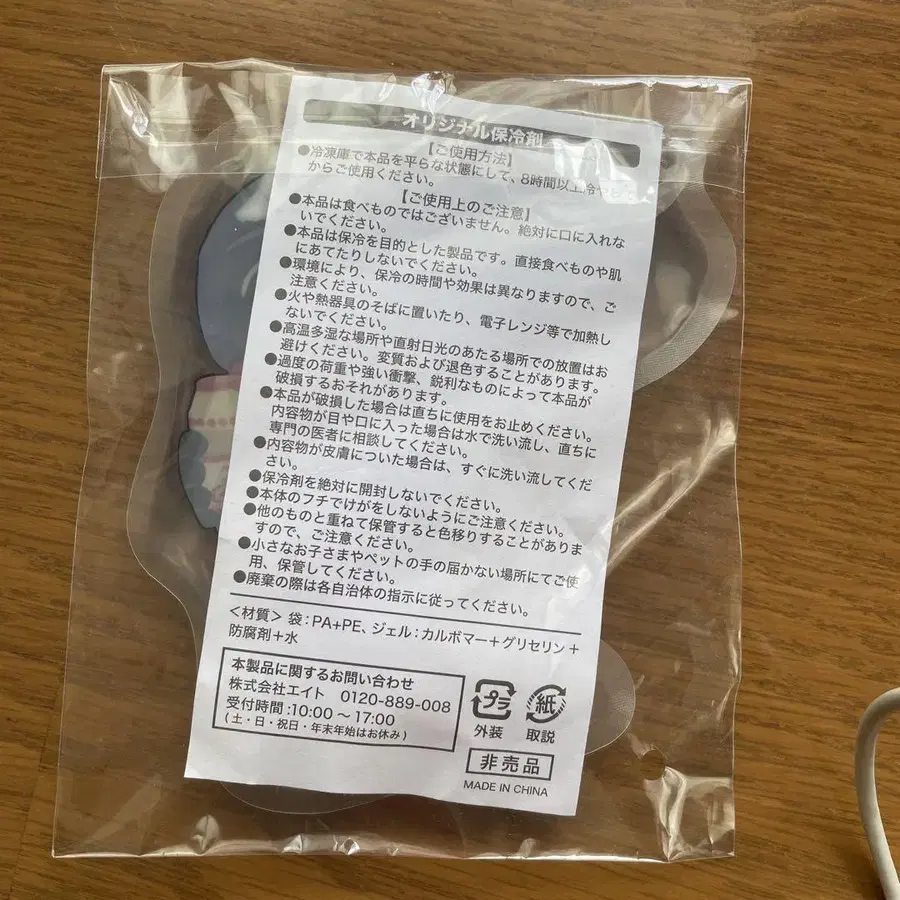 オリジナル保冷剤
【ご使用方法】
●冷凍庫で本品を平らな状態にして、8時間以上冷やして
からご使用ください。
【ご使用上のご注意】
●本品は食べものではございません。絶対に口に入れな
いでください。
●本品は保冷を目的とした製品です。直接食べものや肌
にあてたりしないでください。
●環境により、保冷の時間や効果は異なりますので、ご
注意ください。
●火や熱器具のそばに置いたり、電子レンジ等で加熱し
ないでください。
●高温多湿な場所や直射日光のあたる場所での放置はお
避けください。変質および退色することがあります。
●過度の荷重や強い衝撃、鋭利なものによって本品が
破損するおそれがあります。
●本品が破損した場合は直ちに使用をお止めください。
内容物が目や口に入った場合は水で洗い流し、直ちに
専門の医者に相談してください。
●内容物が皮膚についた場合は、すぐに洗い流してくだ
さい。
●保冷剤を絶対に開封しないでください。
●本体のフチでけがをしないようにご注意ください。
●他のものと重ねて保管すると色移りすることがありま
すので、ご注意ください。
●小さなお子さまやペットの手の届かない場所にてご使
用、保管してください。
●廃棄の際は各自治体の指示に従ってください。
＜材質＞ 袋：PA+PE、ジェル：カルボマー＋グリセリン＋
防腐剤＋水
本製品に関するお問い合わせ
株式会社エイト 0120-889-008
受付時間：10:00～17:00
(土・日・祝日・年末年始はお休み)
プラ 紙
外装 取説
非売品
MADE IN CHINA